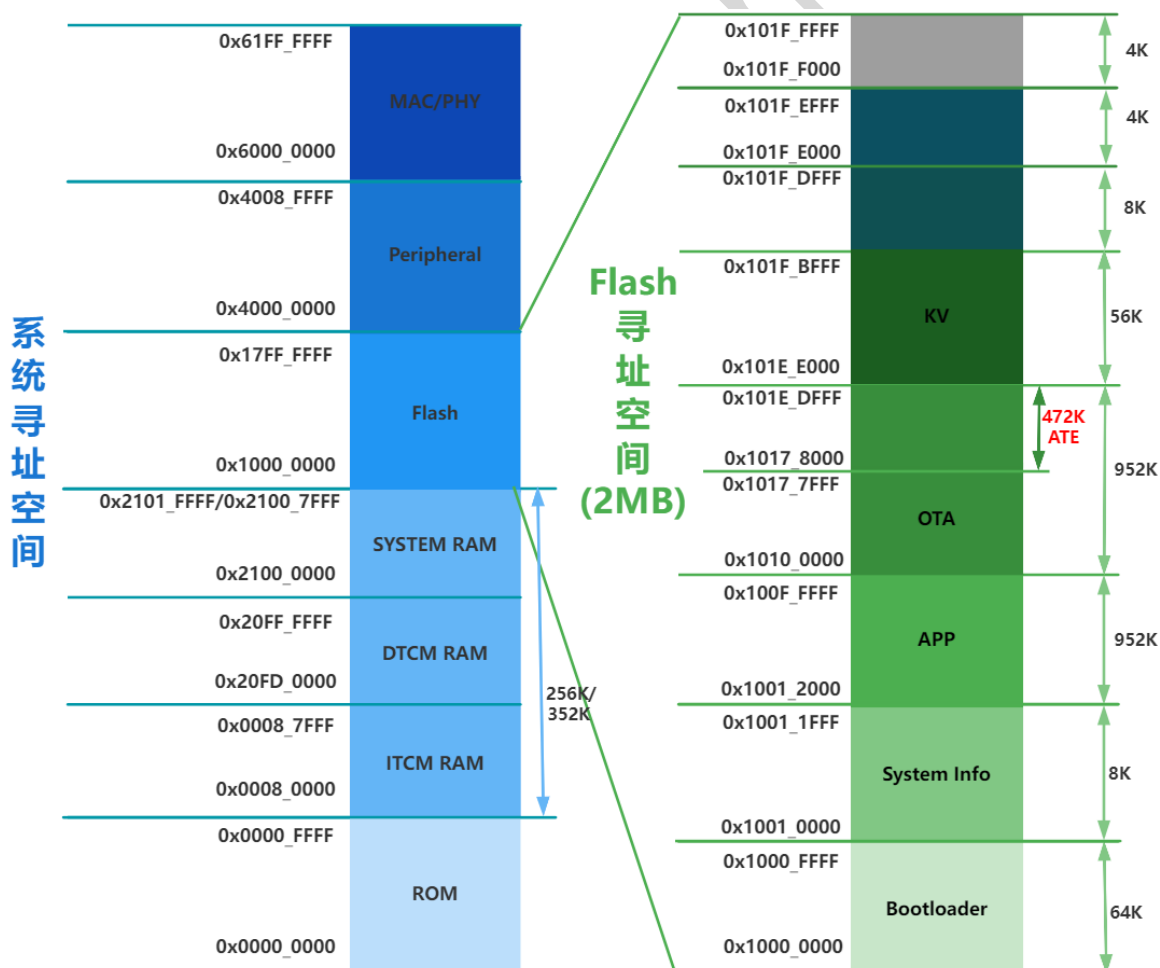 系统寻址空间
0x61FF_FFFF
MAC/PHY
0x6000_0000
0x4008_FFFF
Peripheral
0x4000_0000
0x17FF_FFFF
Flash
0x1000_0000
0x2101_FFFF/0x2100_7FFF
SYSTEM RAM
0x2100_0000
0x20FF_FFFF
DTCM RAM
0x20FD_0000
0x0008_7FFF
ITCM RAM
0x0008_0000
256K/
352K
0x0000_FFFF
ROM
0x0000_0000
Flash
寻址空间
(2MB)
0x101F_FFFF
4K
0x101F_F000
0x101F_EFFF
4K
0x101F_E000
0x101F_DFFF
8K
0x101F_BFFF
KV
56K
0x101E_E000
0x101E_DFFF
472K
ATE
0x1017_8000
952K
0x1017_7FFF
OTA
0x1010_0000
0x100F_FFFF
APP
952K
0x1001_2000
0x1001_1FFF
System Info
8K
0x1001_0000
0x1000_FFFF
Bootloader
64K
0x1000_0000